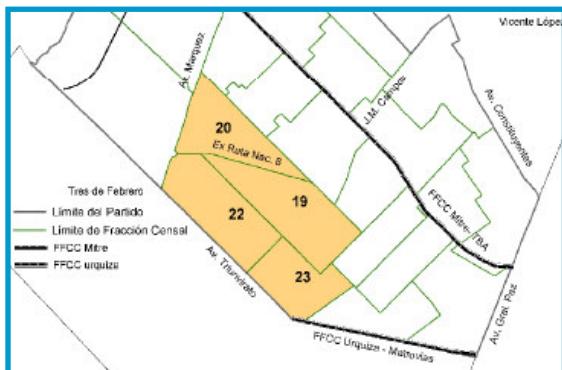 Vicente López
Av. Marquez
J.M. Campos
Av. Constituyentes
20
Ex Ruta Nac. 8
Tres de Febrero
Límite del Partido
Límite de Fracción Censal
FFCC Mitre
FFCC urquiza
19
22
23
FFCC Mitre-TBA
Av. Triunvirato
Av. Gral. Paz
FFCC Urquiza - Metrovías